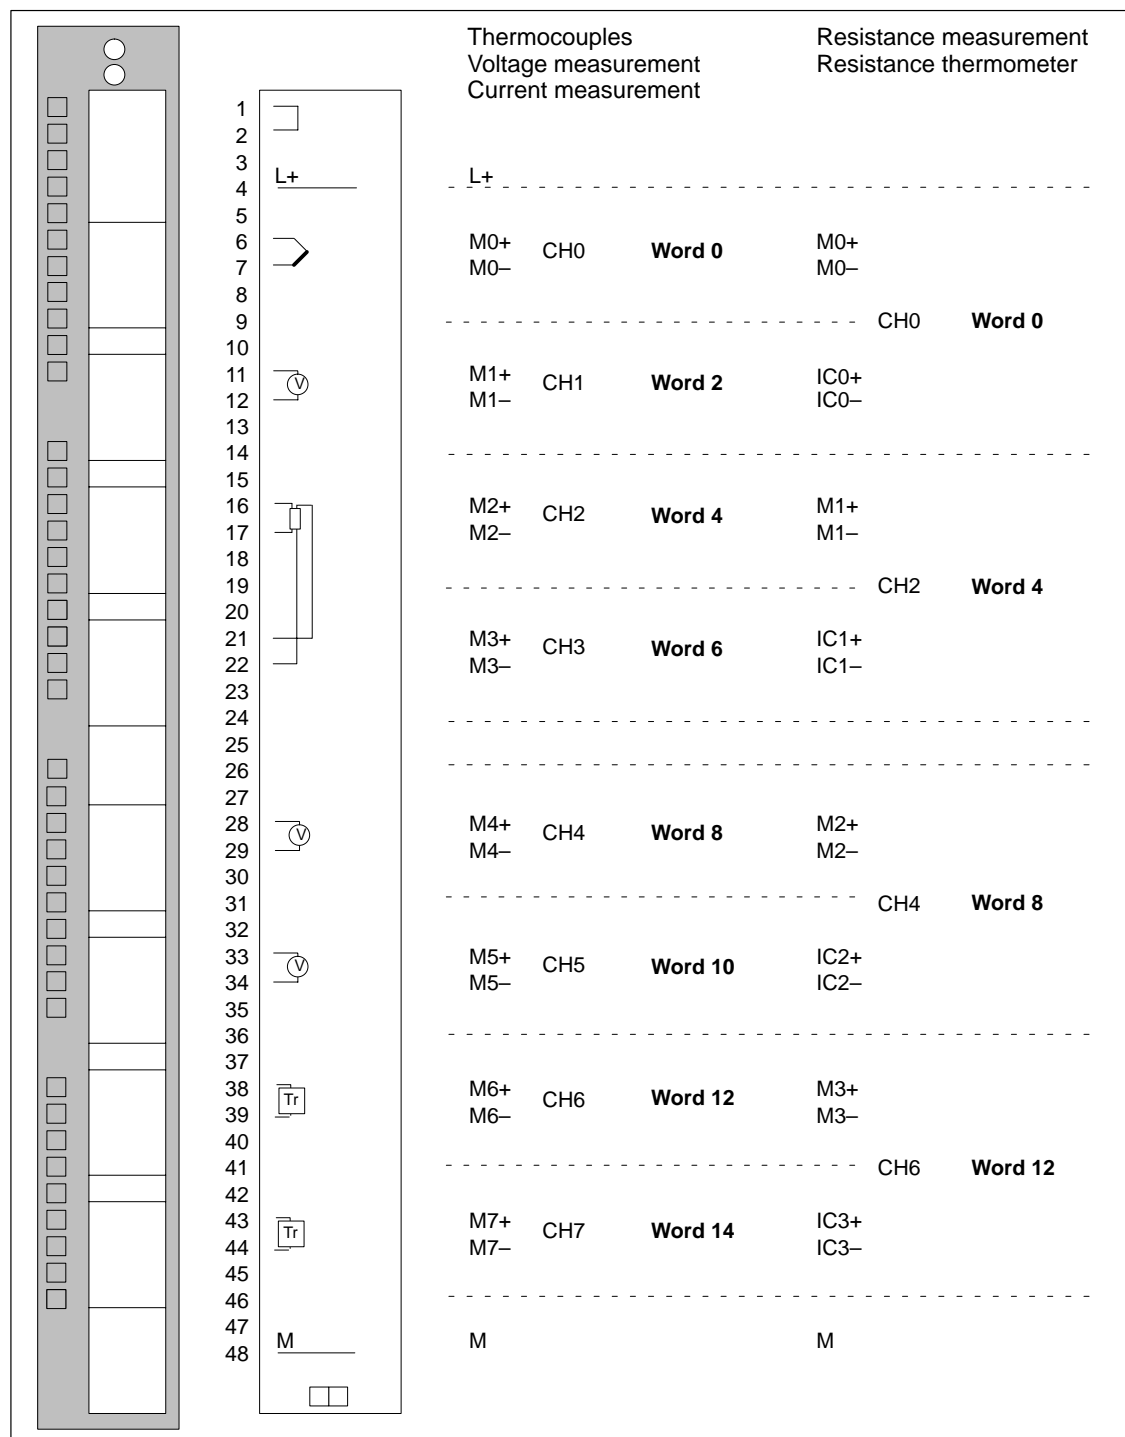 Thermocouples Resistance measurement
Voltage measurement Resistance thermometer
Current measurement
1
2
3
L+ L+
4
5
6 M0+ M0+
CH0 Word 0
7 M0– M0–
8
9 CH0 Word 0
10
11 V M1+ IC0+
CH1 Word 2
12 M1– IC0–
13
14
15
16 M2+ M1+
CH2 Word 4
17 M2– M1–
18
19 CH2 Word 4
20
21 M3+ IC1+
CH3 Word 6
22 M3– IC1–
23
24
25
26
27
28 M4+ M2+
V CH4 Word 8
29 M4– M2–
30
31 CH4 Word 8
32
33 M5+ IC2+
V CH5 Word 10
34 M5– IC2–
35
36
37
38 M6+ M3+
Tr CH6 Word 12
39 M6– M3–
40
41 CH6 Word 12
42
43 M7+ IC3+
Tr CH7 Word 14
44 M7– IC3–
45
46
47
M M M
48